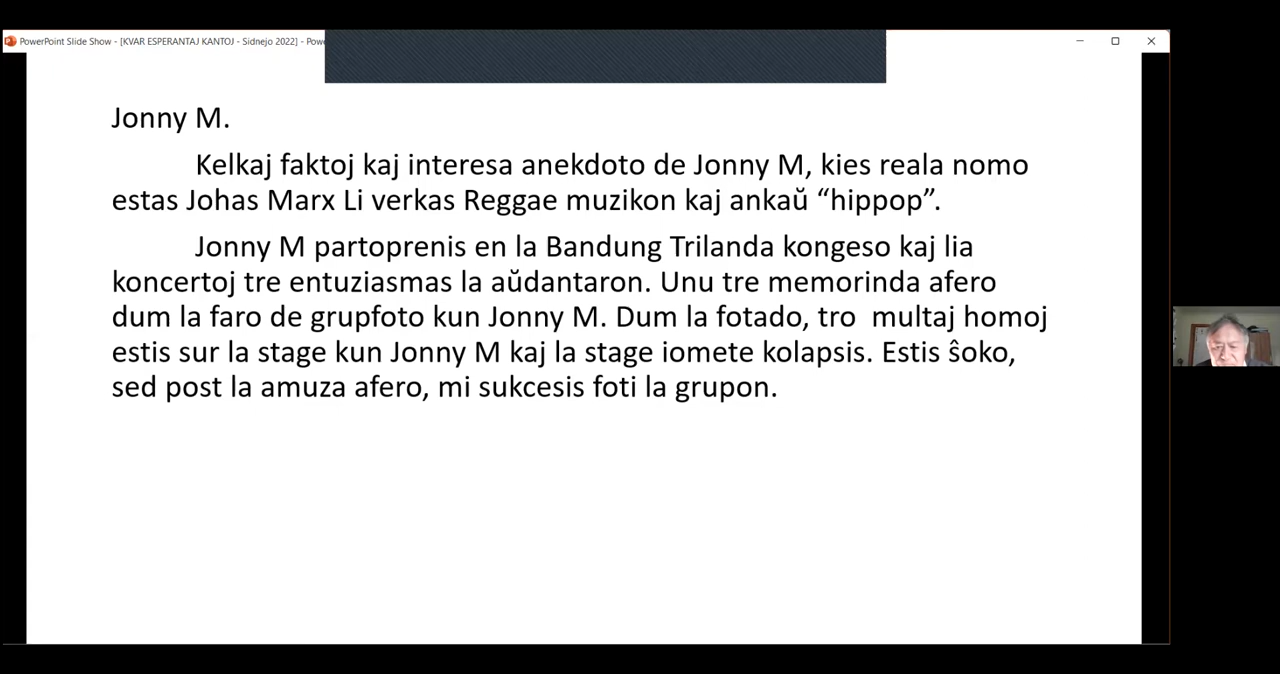 PowerPoint Slide Show - [KVAR ESPERANTAJ KANTOJ - Sidnejo 2022] - Powe
Jonny M.
Kelkaj faktoj kaj interesa anekdoto de Jonny M, kies reala nomo
estas Johas Marx Li verkas Reggae muzikon kaj ankaŭ “hippop”.
Jonny M partoprenis en la Bandung Trilanda kongeso kaj lia
koncertoj tre entuziasmas la aŭdantaron. Unu tre memorinda afero
dum la faro de grupfoto kun Jonny M. Dum la fotado, tro  multaj homoj
estis sur la stage kun Jonny M kaj la stage iomete kolapsis. Estis ŝoko,
sed post la amuza afero, mi sukcesis foti la grupon.